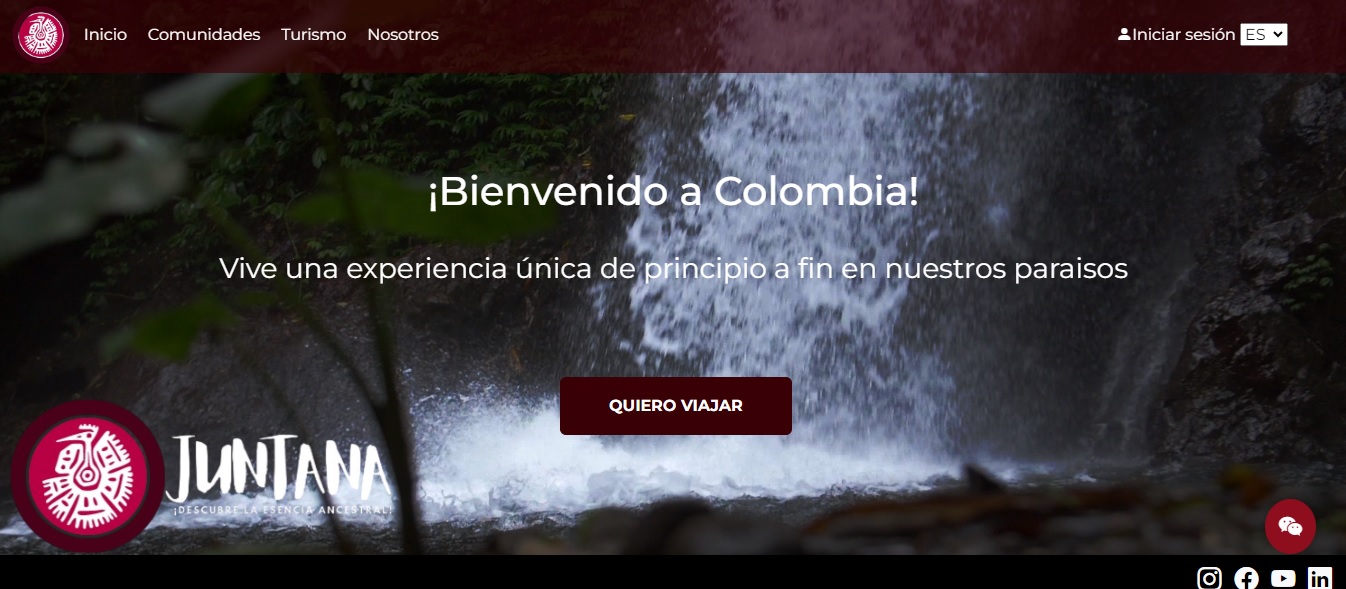 Inicio Comunidades Turismo Nosotros Iniciar sesión ES
¡Bienvenido a Colombia!
Vive una experiencia única de principio a fin en nuestros paraisos
QUIERO VIAJAR
JUNTANA
¡DESCUBRE LA ESENCIA ANCESTRAL!
in